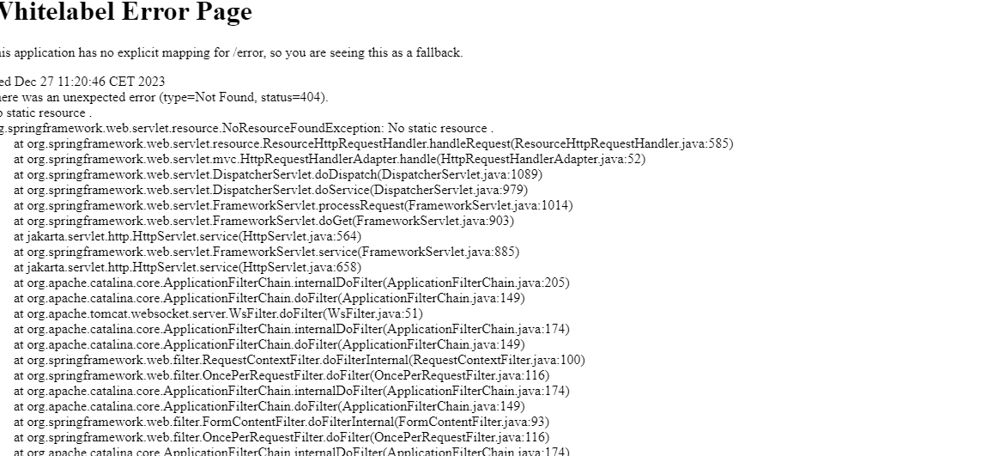 Whitelabel Error Page
his application has no explicit mapping for /error, so you are seeing this as a fallback.
ed Dec 27 11:20:46 CET 2023
here was an unexpected error (type=Not Found, status=404).
o static resource .
g.springframework.web.servlet.resource.NoResourceFoundException: No static resource .
at org.springframework.web.servlet.resource.ResourceHttpRequestHandler.handleRequest(ResourceHttpRequestHandler.java:585)
at org.springframework.web.servlet.mvc.HttpRequestHandlerAdapter.handle(HttpRequestHandlerAdapter.java:52)
at org.springframework.web.servlet.DispatcherServlet.doDispatch(DispatcherServlet.java:1089)
at org.springframework.web.servlet.DispatcherServlet.doService(DispatcherServlet.java:979)
at org.springframework.web.servlet.FrameworkServlet.processRequest(FrameworkServlet.java:1014)
at org.springframework.web.servlet.FrameworkServlet.doGet(FrameworkServlet.java:903)
at jakarta.servlet.http.HttpServlet.service(HttpServlet.java:564)
at org.springframework.web.servlet.FrameworkServlet.service(FrameworkServlet.java:885)
at jakarta.servlet.http.HttpServlet.service(HttpServlet.java:658)
at org.apache.catalina.core.ApplicationFilterChain.internalDoFilter(ApplicationFilterChain.java:205)
at org.apache.catalina.core.ApplicationFilterChain.doFilter(ApplicationFilterChain.java:149)
at org.apache.tomcat.websocket.server.WsFilter.doFilter(WsFilter.java:51)
at org.apache.catalina.core.ApplicationFilterChain.internalDoFilter(ApplicationFilterChain.java:174)
at org.apache.catalina.core.ApplicationFilterChain.doFilter(ApplicationFilterChain.java:149)
at org.springframework.web.filter.RequestContextFilter.doFilterInternal(RequestContextFilter.java:100)
at org.springframework.web.filter.OncePerRequestFilter.doFilter(OncePerRequestFilter.java:116)
at org.apache.catalina.core.ApplicationFilterChain.internalDoFilter(ApplicationFilterChain.java:174)
at org.apache.catalina.core.ApplicationFilterChain.doFilter(ApplicationFilterChain.java:149)
at org.springframework.web.filter.FormContentFilter.doFilterInternal(FormContentFilter.java:93)
at org.springframework.web.filter.OncePerRequestFilter.doFilter(OncePerRequestFilter.java:116)
at org.apache.catalina.core.ApplicationFilterChain.internalDoFilter(ApplicationFilterChain.java:174)